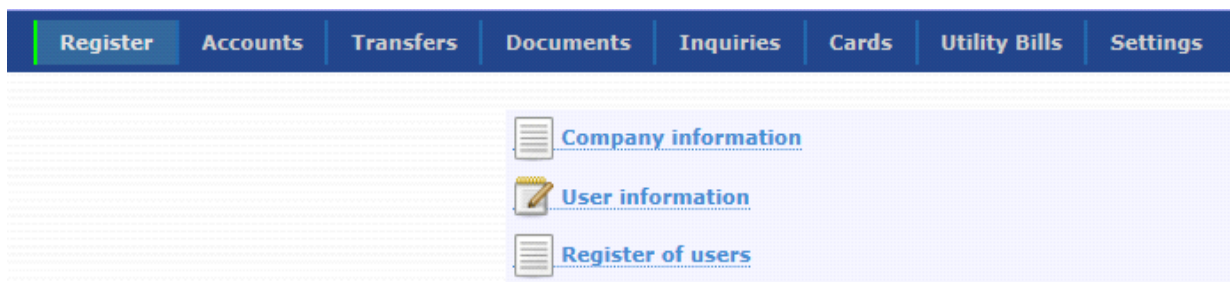 Register Accounts Transfers Documents Inquiries Cards Utility Bills Settings
Company information
User information
Register of users